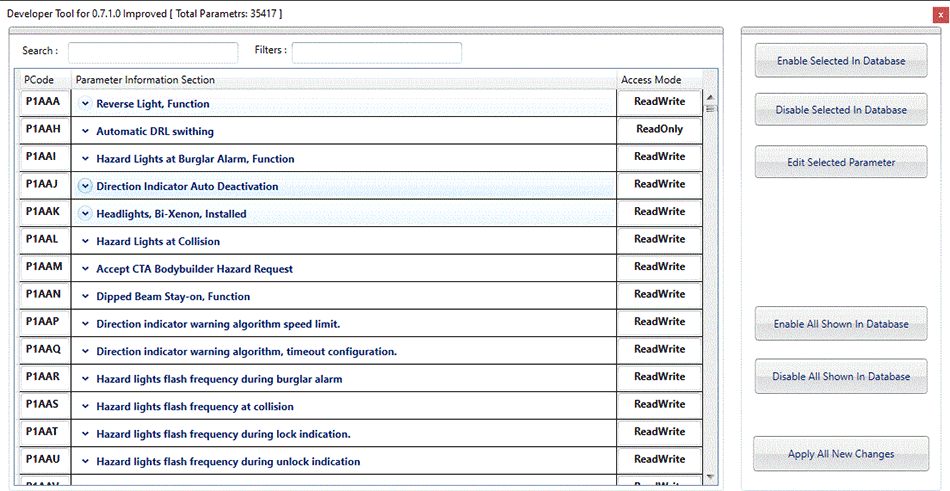 Developer Tool for 0.7.1.0 Improved [ Total Parametrs: 35417 ]
x
Search :
Filters :
PCode Parameter Information Section Access Mode
P1AAA Reverse Light, Function ReadWrite
P1AAH Automatic DRL swithing ReadOnly
P1AAI Hazard Lights at Burglar Alarm, Function ReadWrite
P1AAJ Direction Indicator Auto Deactivation ReadWrite
P1AAK Headlights, Bi-Xenon, Installed ReadWrite
P1AAL Hazard Lights at Collision ReadWrite
P1AAM Accept CTA Bodybuilder Hazard Request ReadWrite
P1AAN Dipped Beam Stay-on, Function ReadWrite
P1AAP Direction indicator warning algorithm speed limit. ReadWrite
P1AAQ Direction indicator warning algorithm, timeout configuration. ReadWrite
P1AAR Hazard lights flash frequency during burglar alarm ReadWrite
P1AAS Hazard lights flash frequency at collision ReadWrite
P1AAT Hazard lights flash frequency during lock indication. ReadWrite
P1AAU Hazard lights flash frequency during unlock indication ReadWrite
Enable Selected In Database
Disable Selected In Database
Edit Selected Parameter
Enable All Shown In Database
Disable All Shown In Database
Apply All New Changes